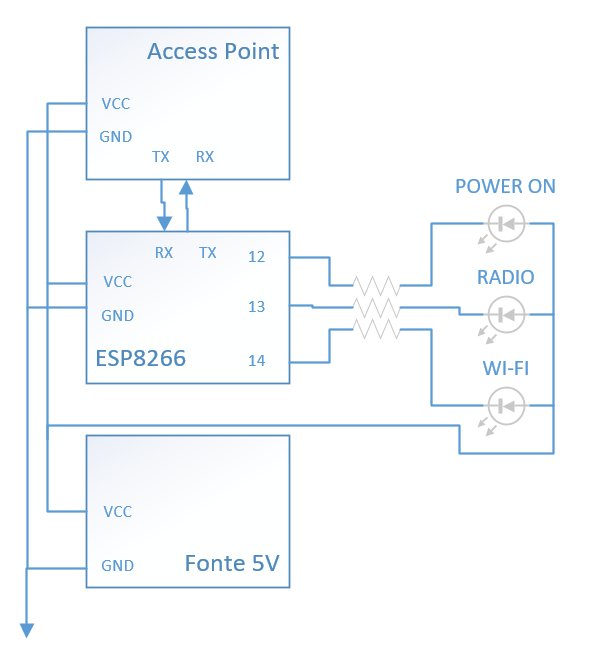 Access Point
VCC
GND
TX RX
POWER ON
RX TX 12
RADIO
VCC
13
GND
ESP8266 14
WI-FI
VCC
GND
Fonte 5V